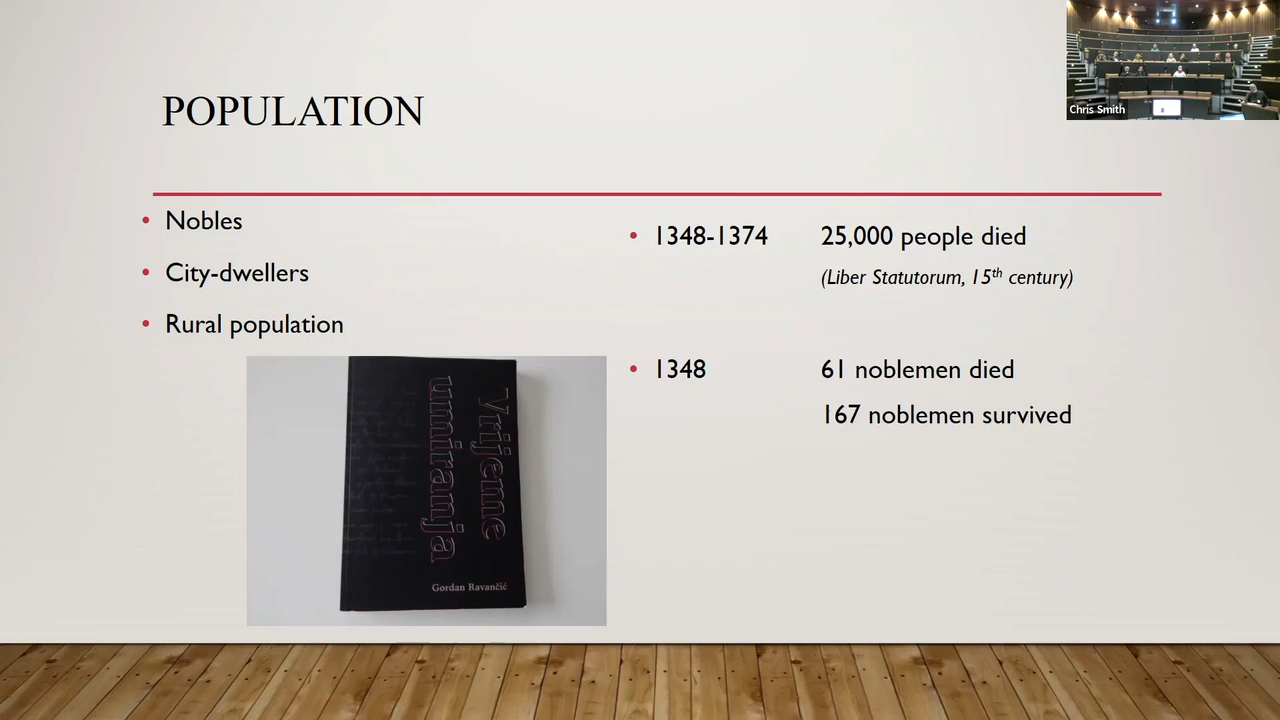 Chris Smith
POPULATION
Nobles
City-dwellers
Rural population
Vrijeme
umiranja
Gordan Ravančić
1348-1374 25,000 people died
(Liber Statutorum, 15th century)
1348 61 noblemen died
167 noblemen survived